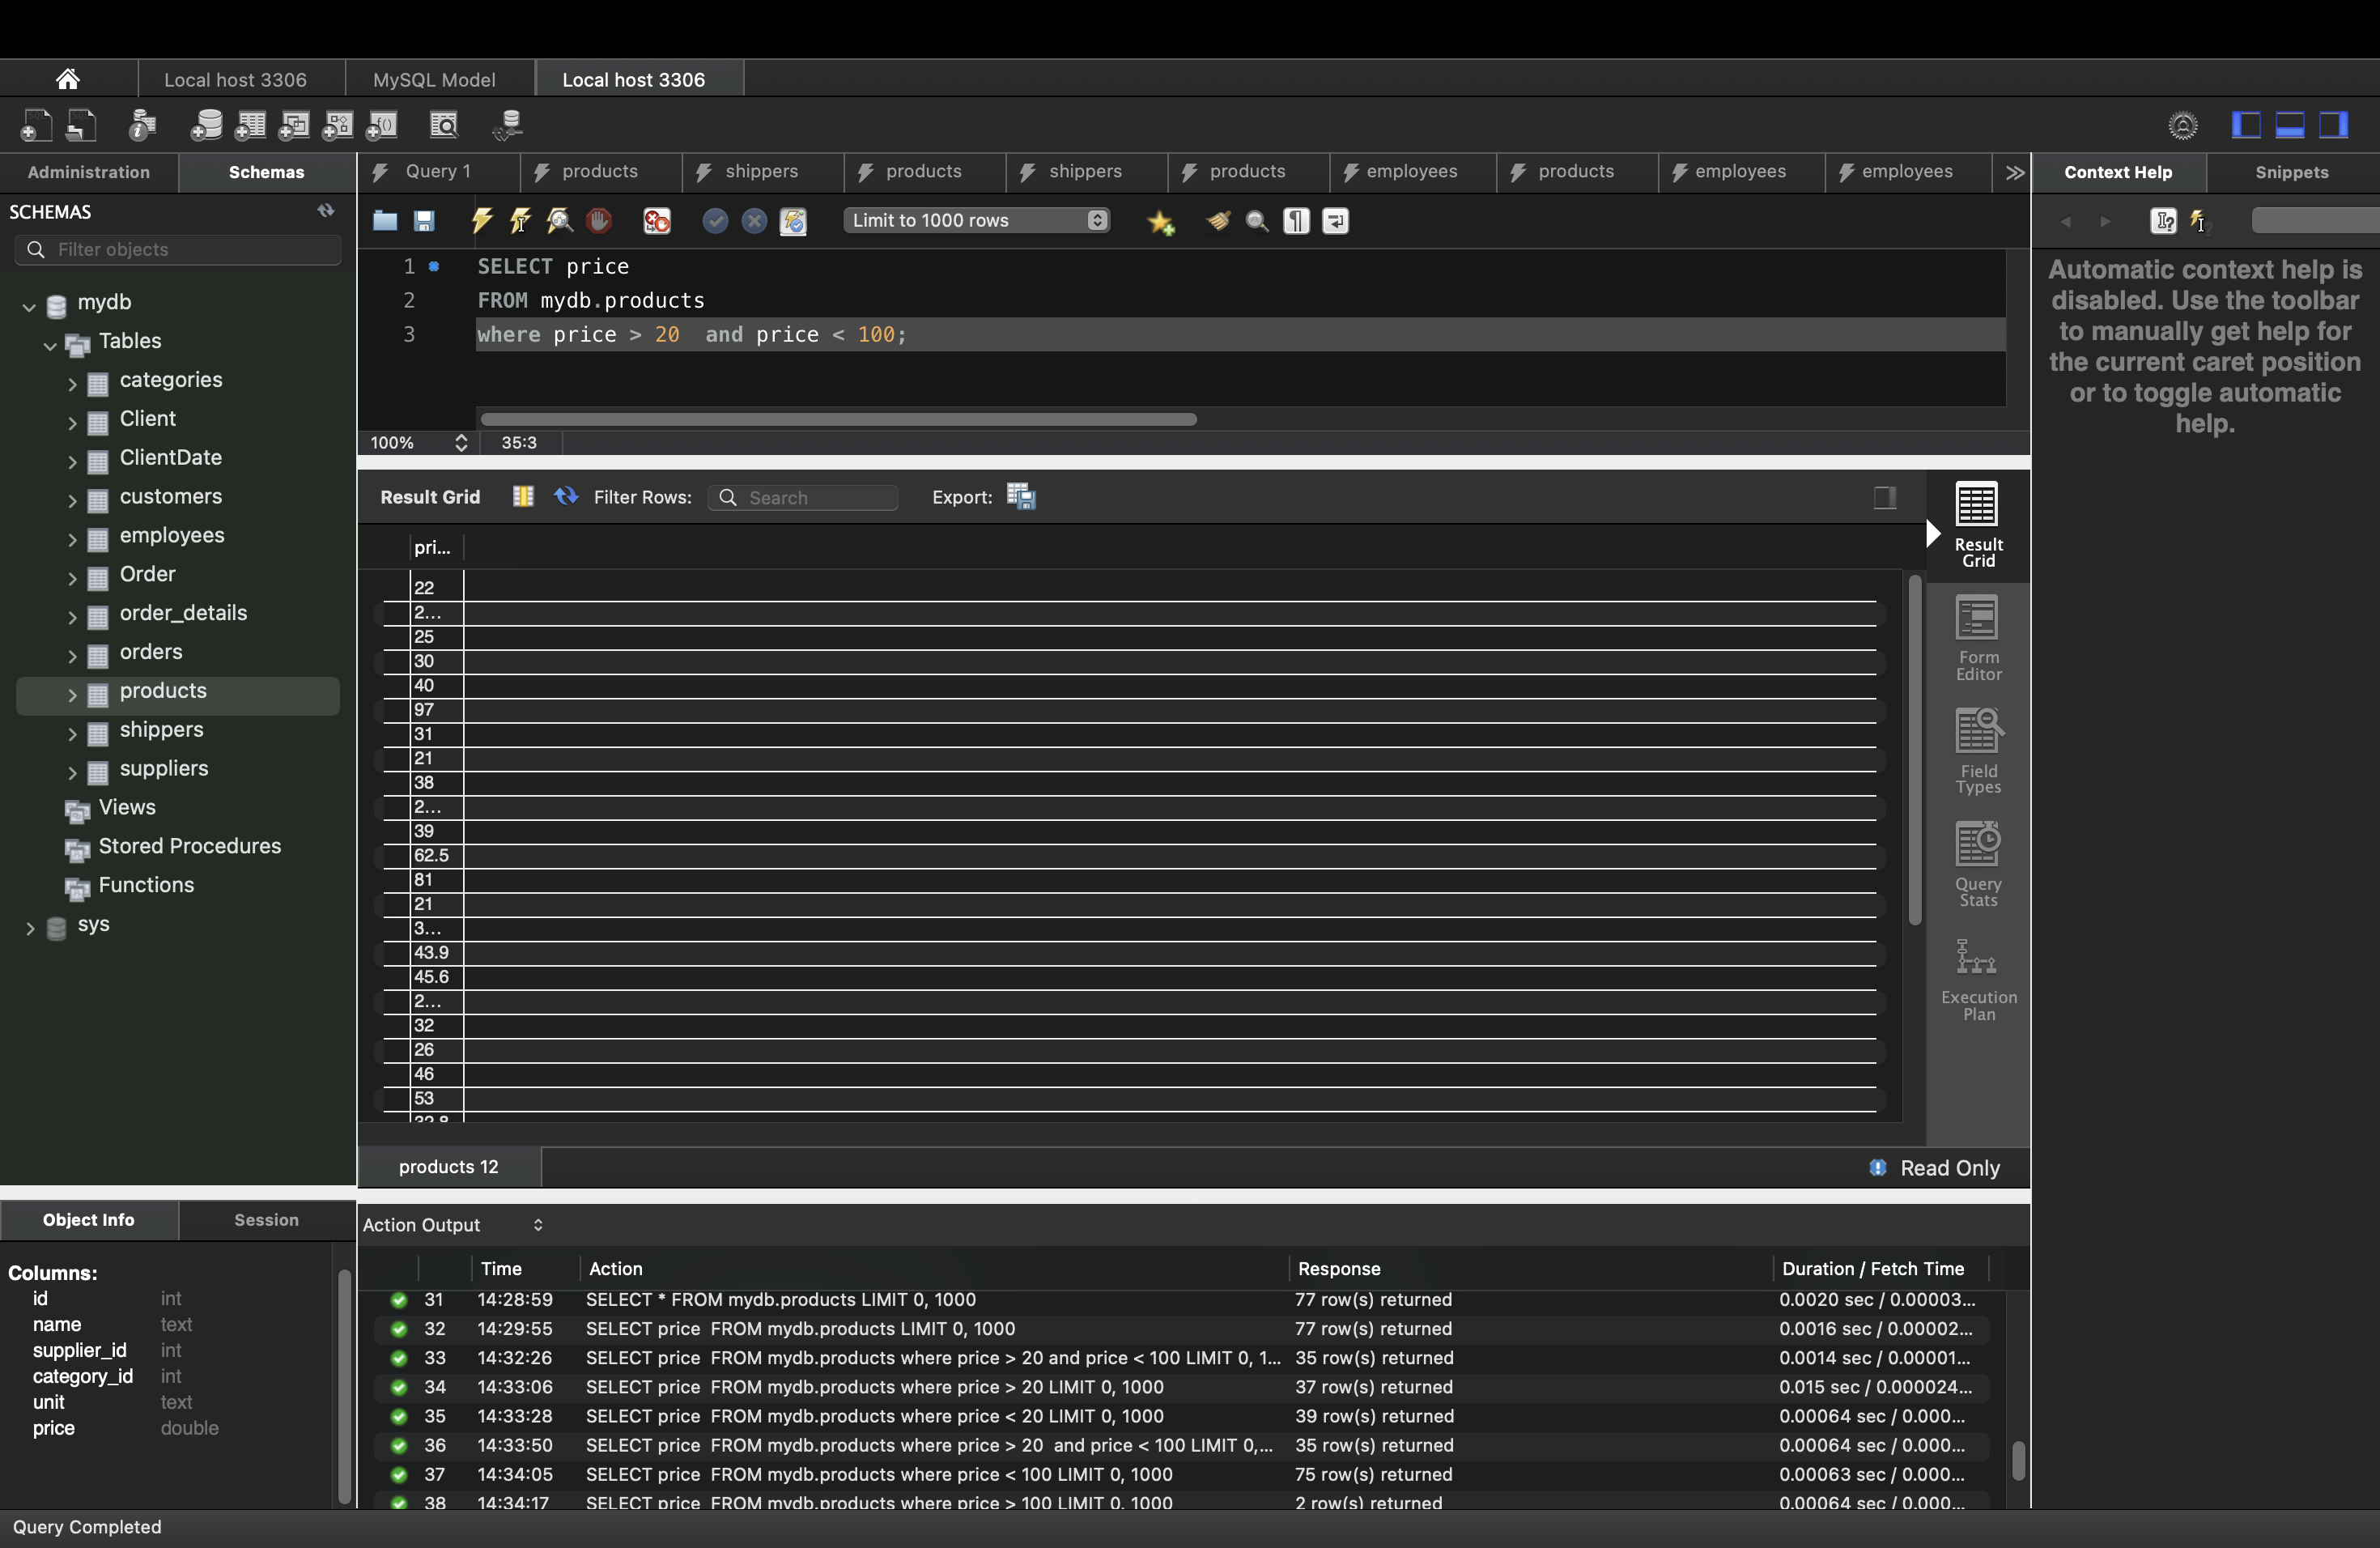 Local host 3306 MySQL Model Local host 3306
Administration Schemas
SCHEMAS
Filter objects
mydb
Tables
categories
Client
ClientDate
customers
employees
Order
order_details
orders
products
shippers
suppliers
Views
Stored Procedures
Functions
sys
Object Info Session
Columns:
id int
name text
supplier_id int
category_id int
unit text
price double
Query 1 products shippers products shippers products employees products employees employees
Limit to 1000 rows
1 SELECT price
2 FROM mydb.products
3 where price > 20  and price < 100;
100% 35:3
Result Grid Filter Rows: Search Export:
pri...
22
2...
25
30
40
97
31
21
38
2...
39
62.5
81
21
3...
43.9
45.6
2...
32
26
46
53
Result
Grid
Form
Editor
Field
Types
Query
Stats
Execution
Plan
products 12 Read Only
Action Output
Time Action Response Duration / Fetch Time
31 14:28:59 SELECT * FROM mydb.products LIMIT 0, 1000 77 row(s) returned 0.0020 sec / 0.00003...
32 14:29:55 SELECT price  FROM mydb.products LIMIT 0, 1000 77 row(s) returned 0.0016 sec / 0.00002...
33 14:32:26 SELECT price  FROM mydb.products where price > 20 and price < 100 LIMIT 0, 1... 35 row(s) returned 0.0014 sec / 0.00001...
34 14:33:06 SELECT price  FROM mydb.products where price > 20 LIMIT 0, 1000 37 row(s) returned 0.015 sec / 0.000024...
35 14:33:28 SELECT price  FROM mydb.products where price < 20 LIMIT 0, 1000 39 row(s) returned 0.00064 sec / 0.000...
36 14:33:50 SELECT price  FROM mydb.products where price > 20  and price < 100 LIMIT 0,... 35 row(s) returned 0.00064 sec / 0.000...
37 14:34:05 SELECT price  FROM mydb.products where price < 100 LIMIT 0, 1000 75 row(s) returned 0.00063 sec / 0.000...
38 14:34:17 SELECT price  FROM mydb.products where price > 100 LIMIT 0, 1000 2 row(s) returned 0.00064 sec / 0.000...
Context Help Snippets
Automatic context help is
disabled. Use the toolbar
to manually get help for
the current caret position
or to toggle automatic
help.
Query Completed